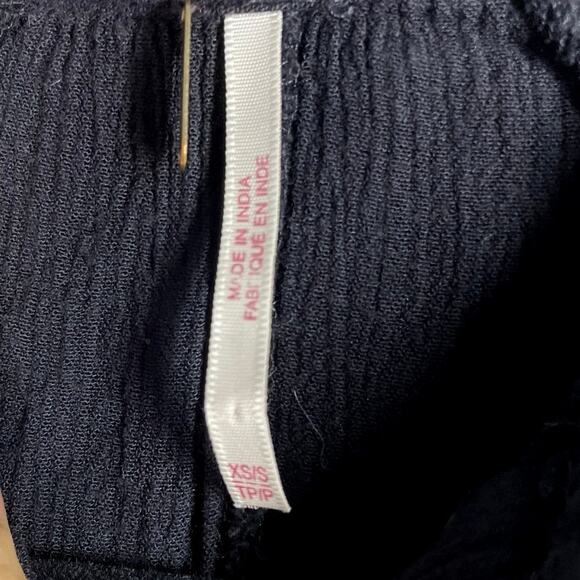 MADE IN INDIA
FABRIQUÉ EN INDE
XS/S
TP/P